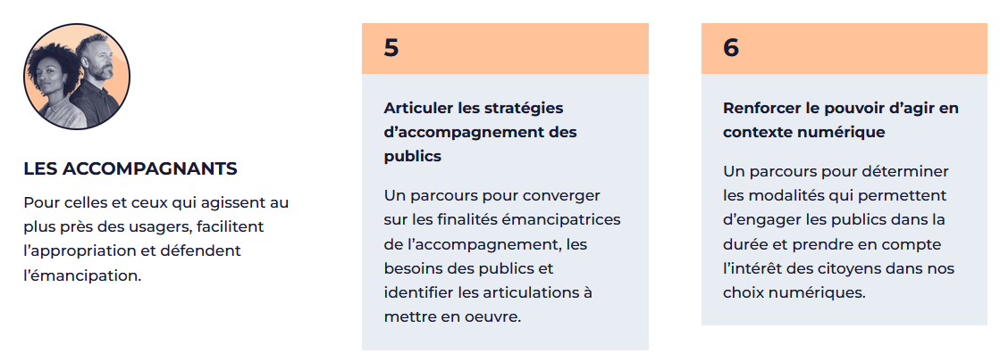 LES ACCOMPAGNANTS
Pour celles et ceux qui agissent au
plus près des usagers, facilitent
l’appropriation et défendent
l’émancipation.
5
Articuler les stratégies
d’accompagnement des
publics
Un parcours pour converger
sur les finalités émancipatrices
de l’accompagnement, les
besoins des publics et
identifier les articulations à
mettre en oeuvre.
6
Renforcer le pouvoir d’agir en
contexte numérique
Un parcours pour déterminer
les modalités qui permettent
d’engager les publics dans la
durée et prendre en compte
l’intérêt des citoyens dans nos
choix numériques.